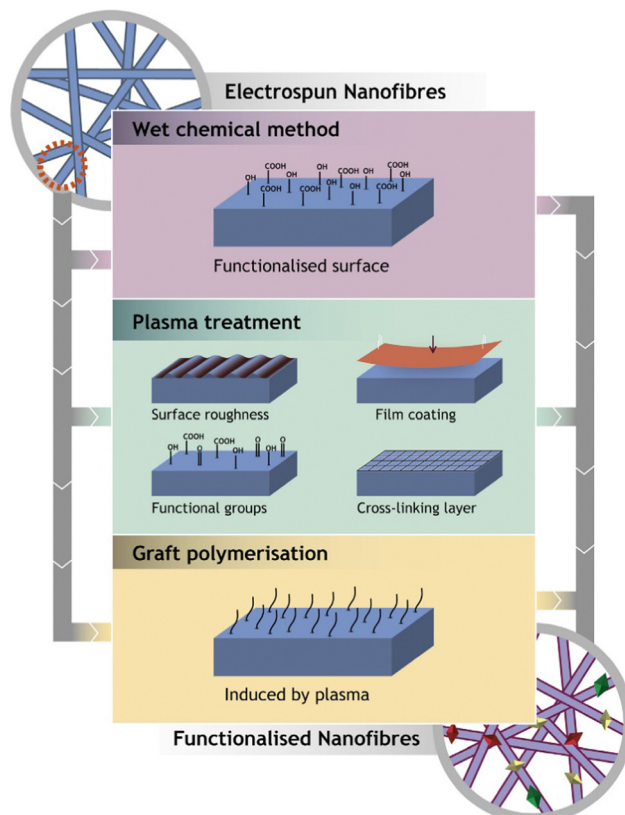 Electrospun Nanofibres
Wet chemical method
OH
COOH
COOH
OH
OH
COOH
OH
COOH
OH
COOH
OH
COOH
OH
Functionalised surface
Plasma treatment
Surface roughness
Film coating
OH
COOH
O
COOH
OH
O
OH
O
Functional groups
Cross-linking layer
Graft polymerisation
Induced by plasma
Functionalised Nanofibres